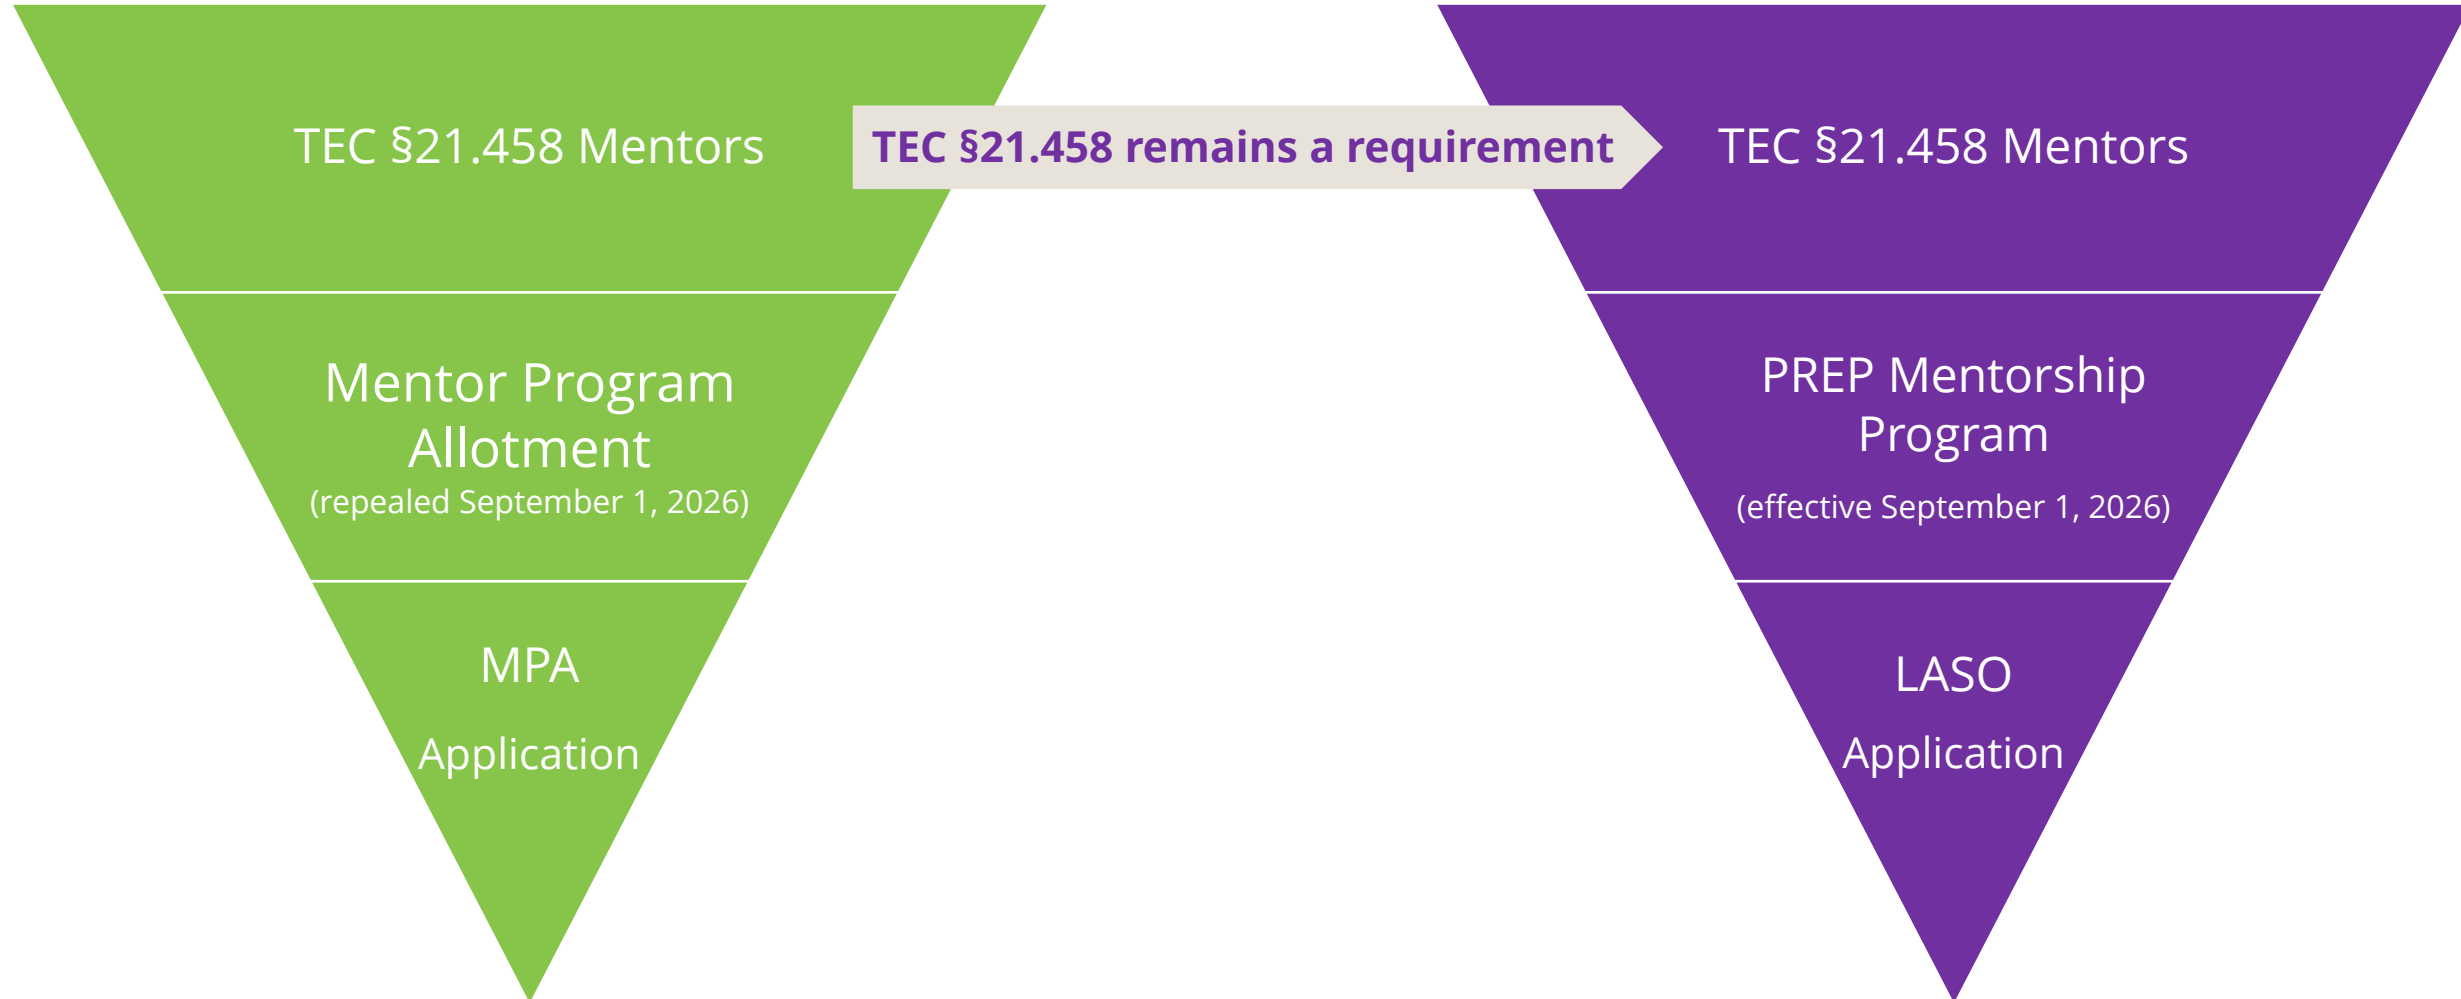 TEC §21.458 Mentors
Mentor Program
Allotment
(repealed September 1, 2026)
MPA
Application
TEC §21.458 remains a requirement
TEC §21.458 Mentors
PREP Mentorship
Program
(effective September 1, 2026)
LASO
Application